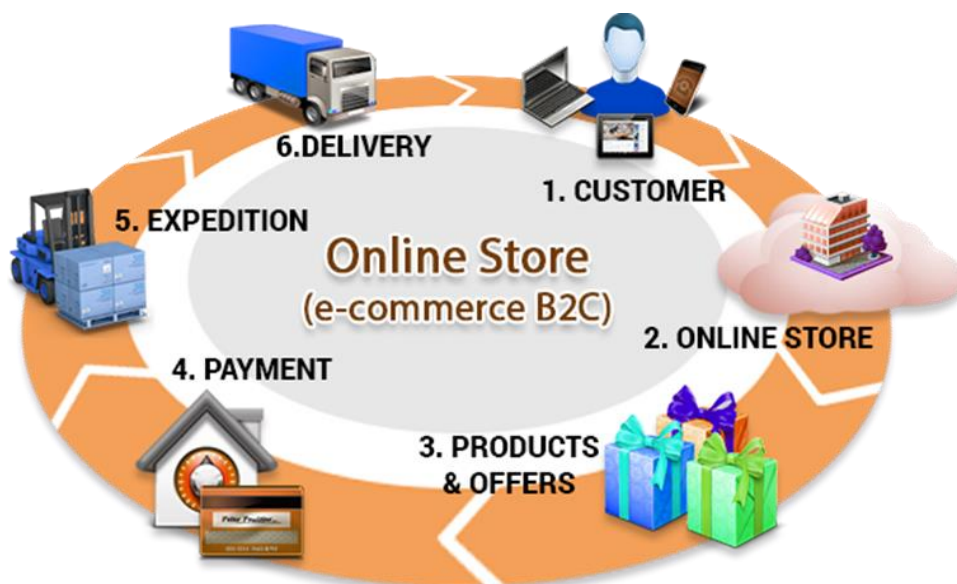 Online Store
(e-commerce B2C)
1. CUSTOMER
2. ONLINE STORE
3. PRODUCTS
& OFFERS
4. PAYMENT
5. EXPEDITION
6.DELIVERY